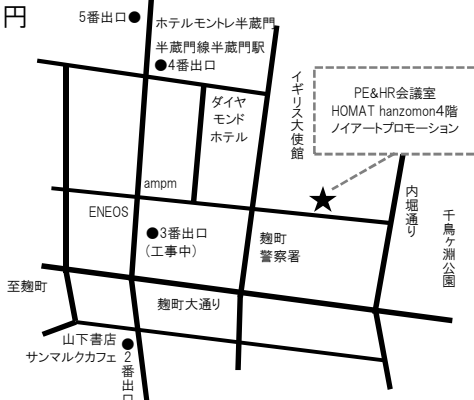 円
5番出口●
ホテルモントレ半蔵門
半蔵門線半蔵門駅
●4番出口
ダイヤ
モンド
ホテル
イギリス大使館
PE&HR会議室
HOMAT hanzomon4階
ノイアートプロモーション
ampm
ENEOS
●3番出口
(工事中)
麹町
警察署
内堀通り
千鳥ヶ淵公園
至麹町
麹町大通り
山下書店
サンマルクカフェ
●
2番出口